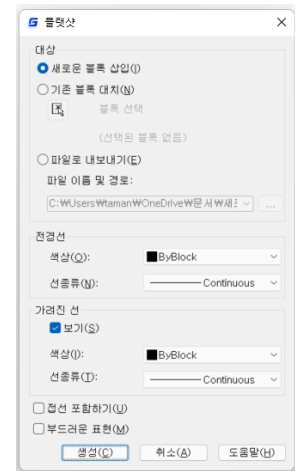 플랫샷
대상
새로운 블록 삽입(I)
기존 블록 대치(N)
블록 선택
(선택된 블록 없음)
파일로 내보내기(E)
파일 이름 및 경로:
C:₩Users₩taman₩OneDrive₩문서₩새
...
전경선
색상(O):
ByBlock
선종류(N):
Continuous
가려진 선
보기(S)
색상(I):
ByBlock
선종류(T):
Continuous
접선 포함하기(U)
부드러운 표현(M)
생성(C)
취소(A)
도움말(H)